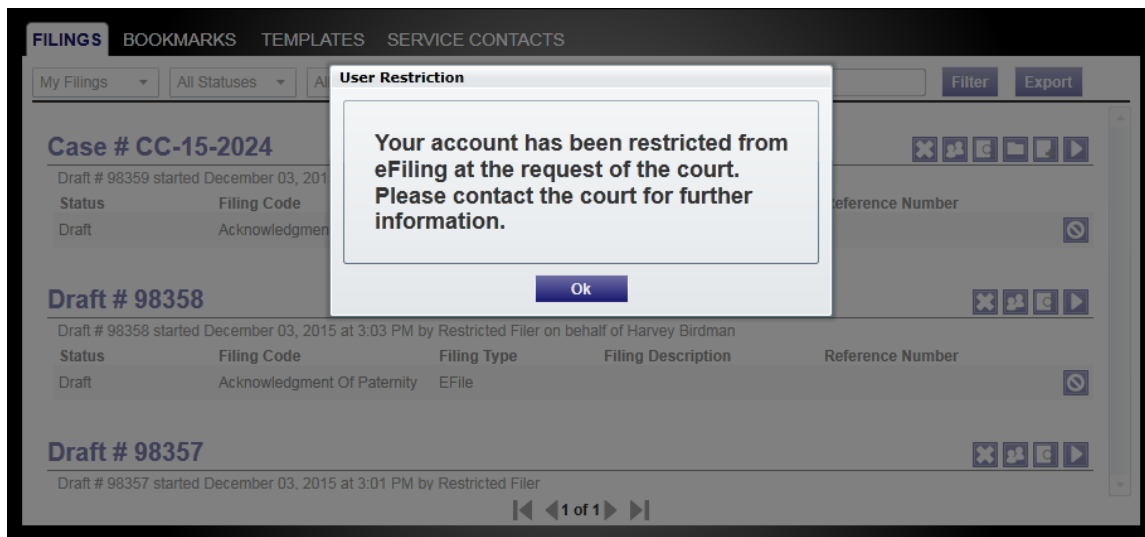 FILINGS BOOKMARKS TEMPLATES SERVICE CONTACTS
My Filings All Statuses Al Filter Export
User Restriction
Your account has been restricted from
eFiling at the request of the court.
Please contact the court for further
information.
Ok
Case # CC-15-2024
Draft # 98359 started December 03, 201
Status Filing Code eference Number
Draft Acknowledgmen
Draft # 98358
Draft # 98358 started December 03, 2015 at 3:03 PM by Restricted Filer on behalf of Harvey Birdman
Status Filing Code Filing Type Filing Description Reference Number
Draft Acknowledgment Of Paternity EFile
Draft # 98357
Draft # 98357 started December 03, 2015 at 3:01 PM by Restricted Filer
1 of 1